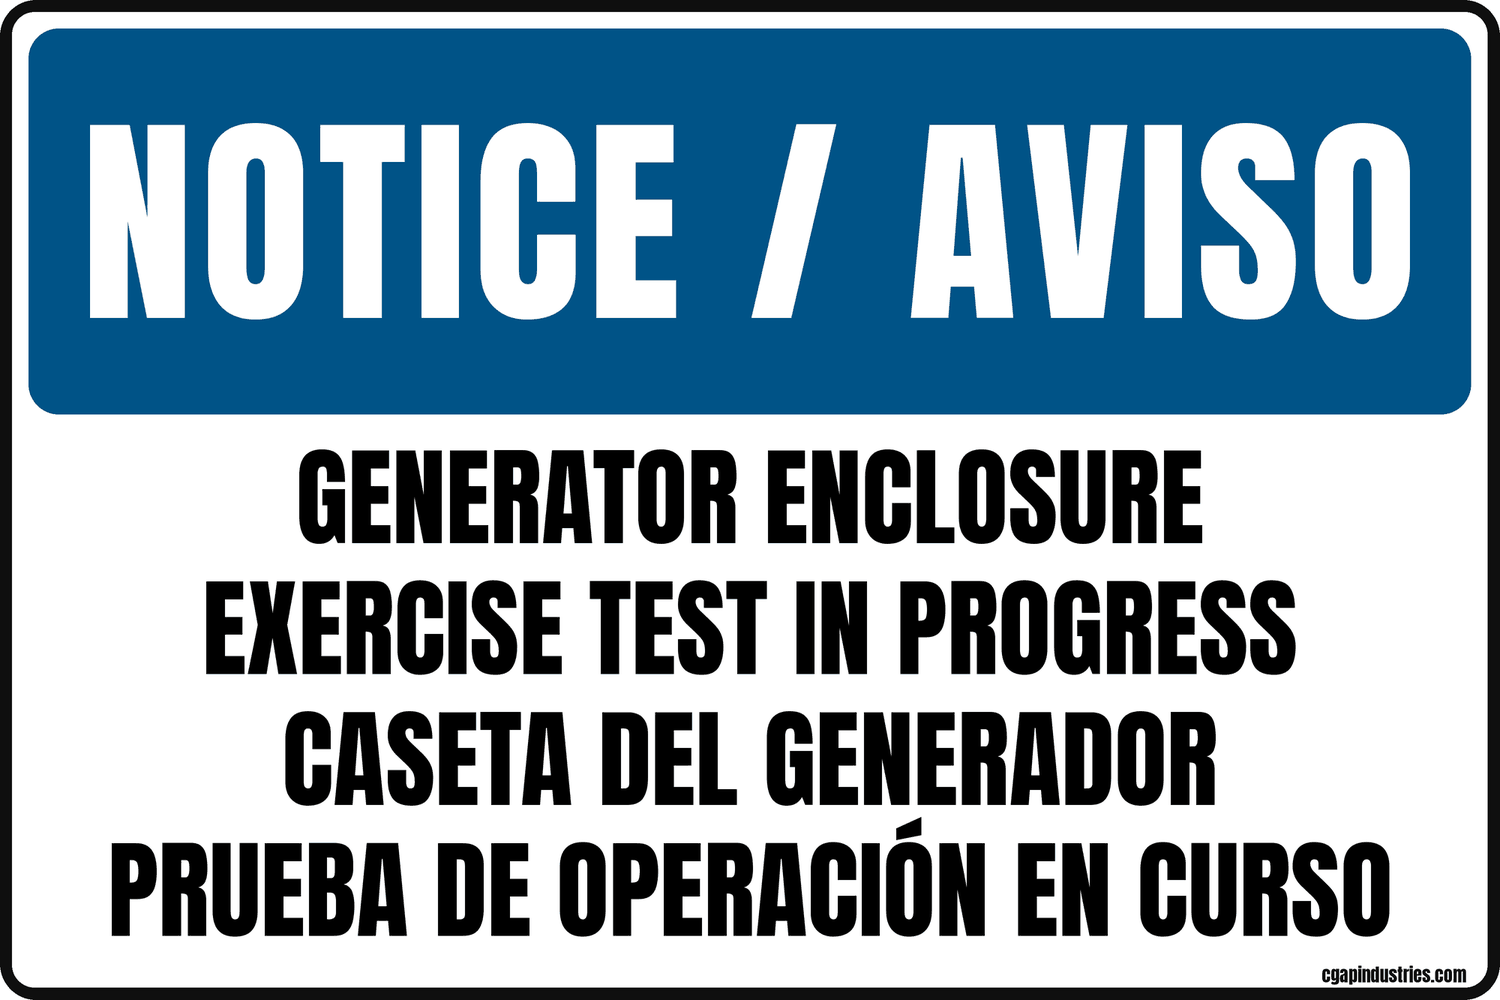 NOTICE / AVISO
GENERATOR ENCLOSURE
EXERCISE TEST IN PROGRESS
CASETA DEL GENERADOR
PRUEBA DE OPERACIÓN EN CURSO
cgapindustries.com